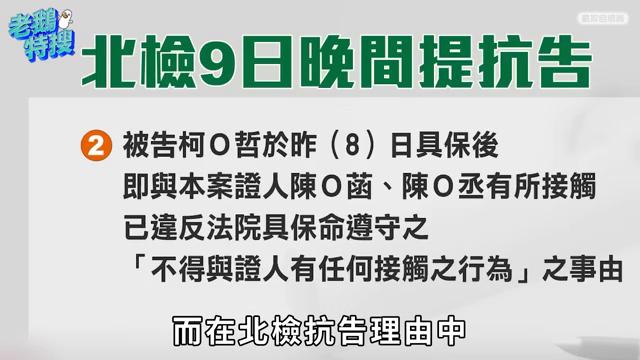 老鵝
特搜
北檢9日晚間提抗告
2 被告柯O哲於昨（8）日具保後
即與本案證人陳O菡、陳O丞有所接觸
已違反法院具保命遵守之
「不得與證人有任何接觸之行為」之事由
而在北檢抗告理由中